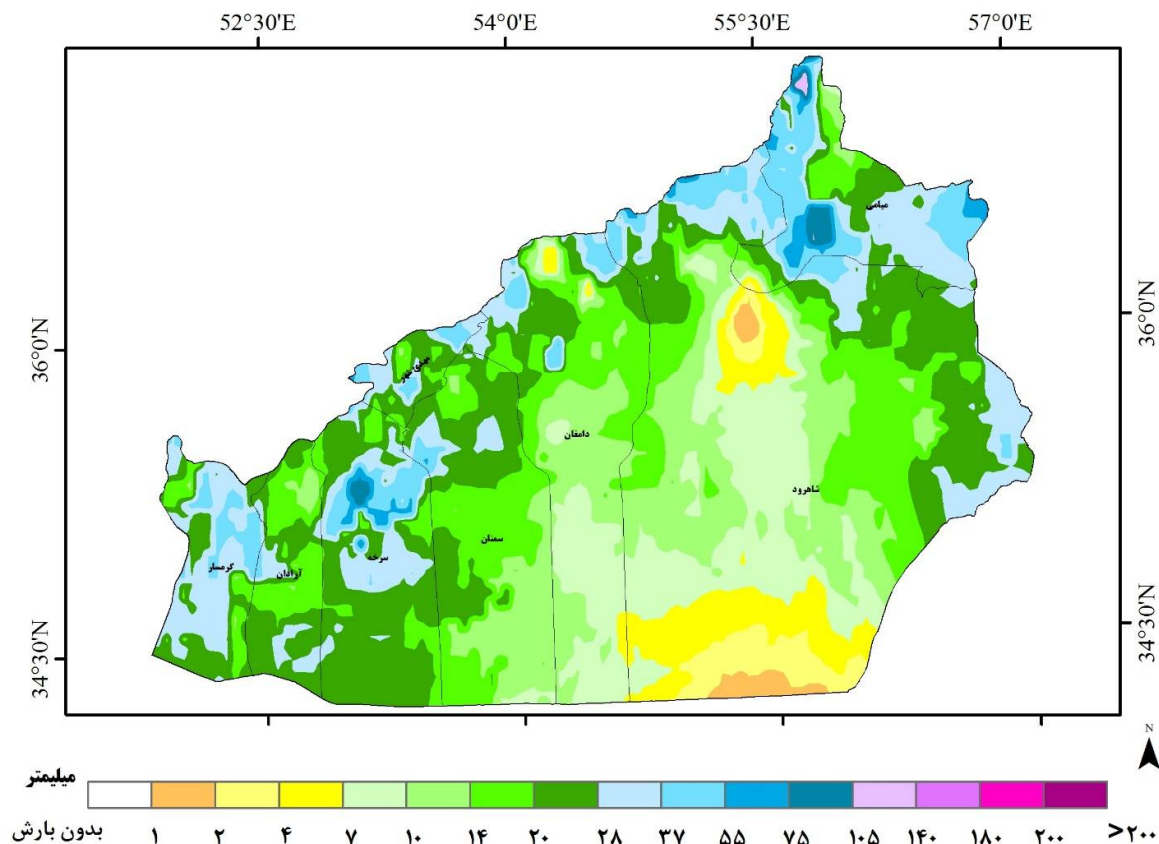 52°30'E 54°0'E 55°30'E 57°0'E
میامی
36°0'N 36°0'N
مهدی شهر
دامغان
شاهرود
سمنان
سرخه
گرمسار آرادان
34°30'N 34°30'N
N
میلیمتر
بدون بارش ۱ ۲ ۴ ۷ ۱۰ ۱۴ ۲۰ ۲۸ ۳۷ ۵۵ ۷۵ ۱۰۵ ۱۴۰ ۱۸۰ ۲۰۰ >۲۰۰